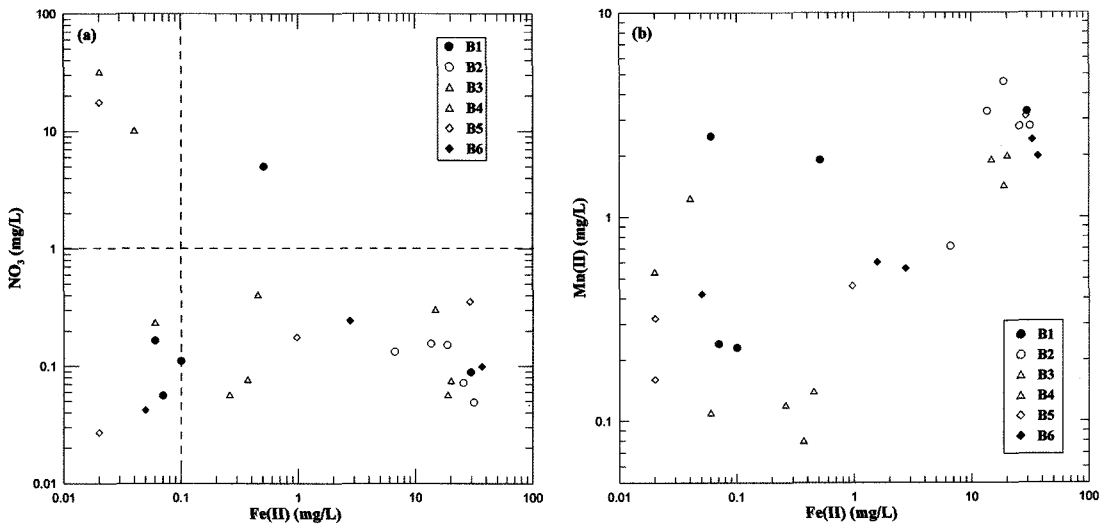 (a)
B1
B2
B3
B4
B5
B6
NO3 (mg/L)
100
10
1
0.1
0.01
0.01 0.1 1 10 100
Fe(II) (mg/L)
(b)
B1
B2
B3
B4
B5
B6
Mn(II) (mg/L)
10
1
0.1
0.01 0.1 1 10 100
Fe(II) (mg/L)